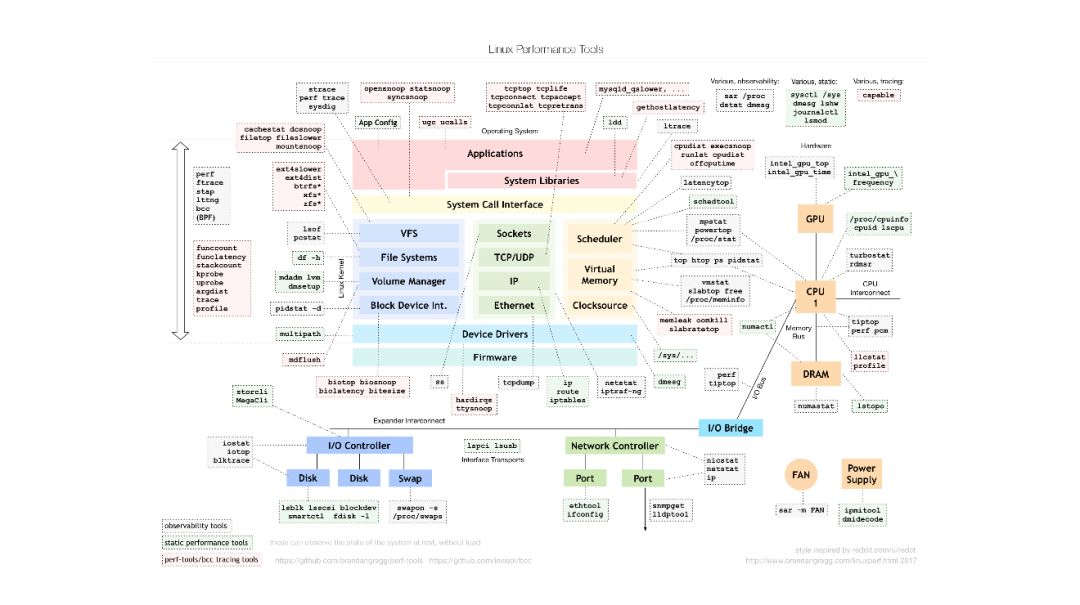 Linux Performance Tools
strace
perf trace
sysdig
opensnoop statsnoop
syncsnoop
tcptop tcplife
tcpconnect tcpaccept
tcpconnlat tcpretrans
mysqld_qslower, ...
gethostlatency
Various, observability:
sar /proc
dstat dmesg
Various, static:
sysctl /sys
dmesg lshw
journalctl
lsmod
Various, tracing:
capable
App Config
ugc ucalls
Operating System
ldd
ltrace
cachestat dcsnoop
filetop fileslower
mountsnoop
Applications
System Libraries
System Call Interface
cpudist execsnoop
runlat cpudist
offcputime
Hardware
intel_gpu_top
intel_gpu_time
intel_gpu_\
frequency
perf
ftrace
stap
lttng
bcc
(BPF)
ext4slower
ext4dist
btrfs*
xfs*
zfs*
latencytop
schedtool
lsof
pcstat
df -h
mdadm lvm
dmsetup
pidstat -d
multipath
mdflush
Linux Kernel
VFS
File Systems
Volume Manager
Block Device Int.
Sockets
TCP/UDP
IP
Ethernet
Scheduler
Virtual
Memory
Clocksource
Device Drivers
Firmware
mpstat
powertop
/proc/stat
top htop ps pidstat
vmstat
slabtop free
/proc/meminfo
memleak oomkill
slabratetop
/sys/...
dmesg
GPU
/proc/cpuinfo
cpuid lscpu
turbostat
rdmsr
CPU
1
CPU
Interconnect
numactl
Memory
Bus
tiptop
perf pcm
llcstat
profile
DRAM
numastat
lstopo
perf
tiptop
I/O Bus
funccount
funclatency
stackcount
kprobe
uprobe
argdist
trace
profile
biotop biosnoop
biolatency bitesize
ss
hardirqs
ttysnoop
tcpdump
ip
route
iptables
netstat
iptraf-ng
storcli
MegaCli
Expander Interconnect
I/O Bridge
iostat
iotop
blktrace
I/O Controller
Disk
Disk
Swap
lspci lsusb
Interface Transports
Network Controller
Port
Port
nicstat
netstat
ip
FAN
Power
Supply
lsblk lsscsi blockdev
smartctl fdisk -l
swapon -s
/proc/swaps
ethtool
ifconfig
snmpget
lldptool
sar -m FAN
ipmitool
dmidecode
observability tools
static performance tools
these can observe the state of the system at rest, without load
perf-tools/bcc tracing tools
https://github.com/brendangregg/perf-tools https://github.com/iovisor/bcc
style inspired by reddit.com/u/redct
http://www.brendangregg.com/linuxperf.html 2017